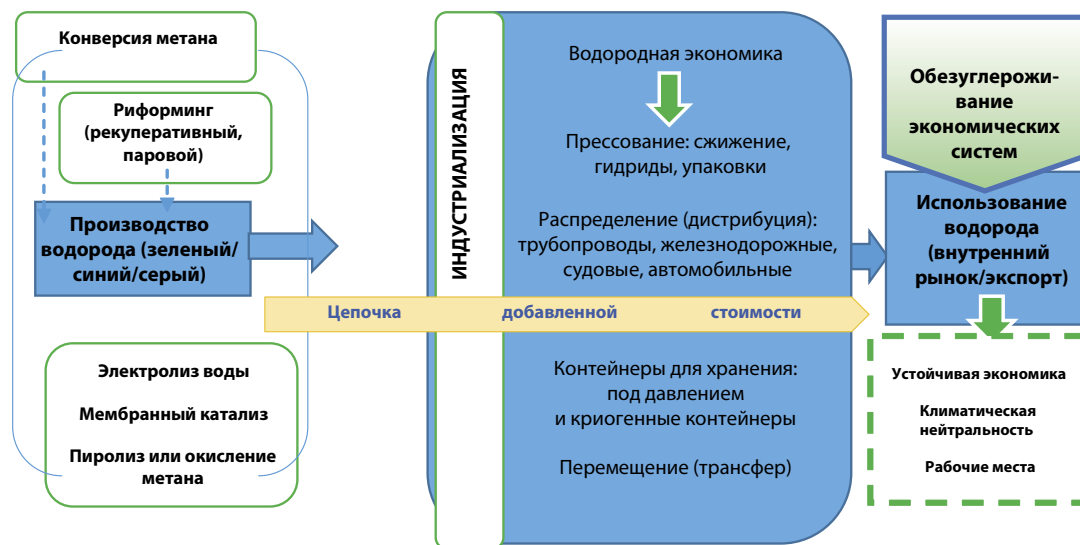 Конверсия метана
Риформинг
(рекуперативный,
паровой)
Производство
водорода (зеленый/
синий/серый)
Электролиз воды
Мембранный катализ
Пиролиз или окисление
метана
ИНДУСТРИАЛИЗАЦИЯ
Водородная экономика
Прессование: сжижение,
гидриды, упаковки
Распределение (дистрибуция):
трубопроводы, железнодорожные,
судовые, автомобильные
Цепочка добавленной стоимости
Контейнеры для хранения:
под давлением
и криогенные контейнеры
Перемещение (трансфер)
Обезуглерожи-
вание
экономических
систем
Использование
водорода
(внутренний
рынок/экспорт)
Устойчивая экономика
Климатическая
нейтральность
Рабочие места